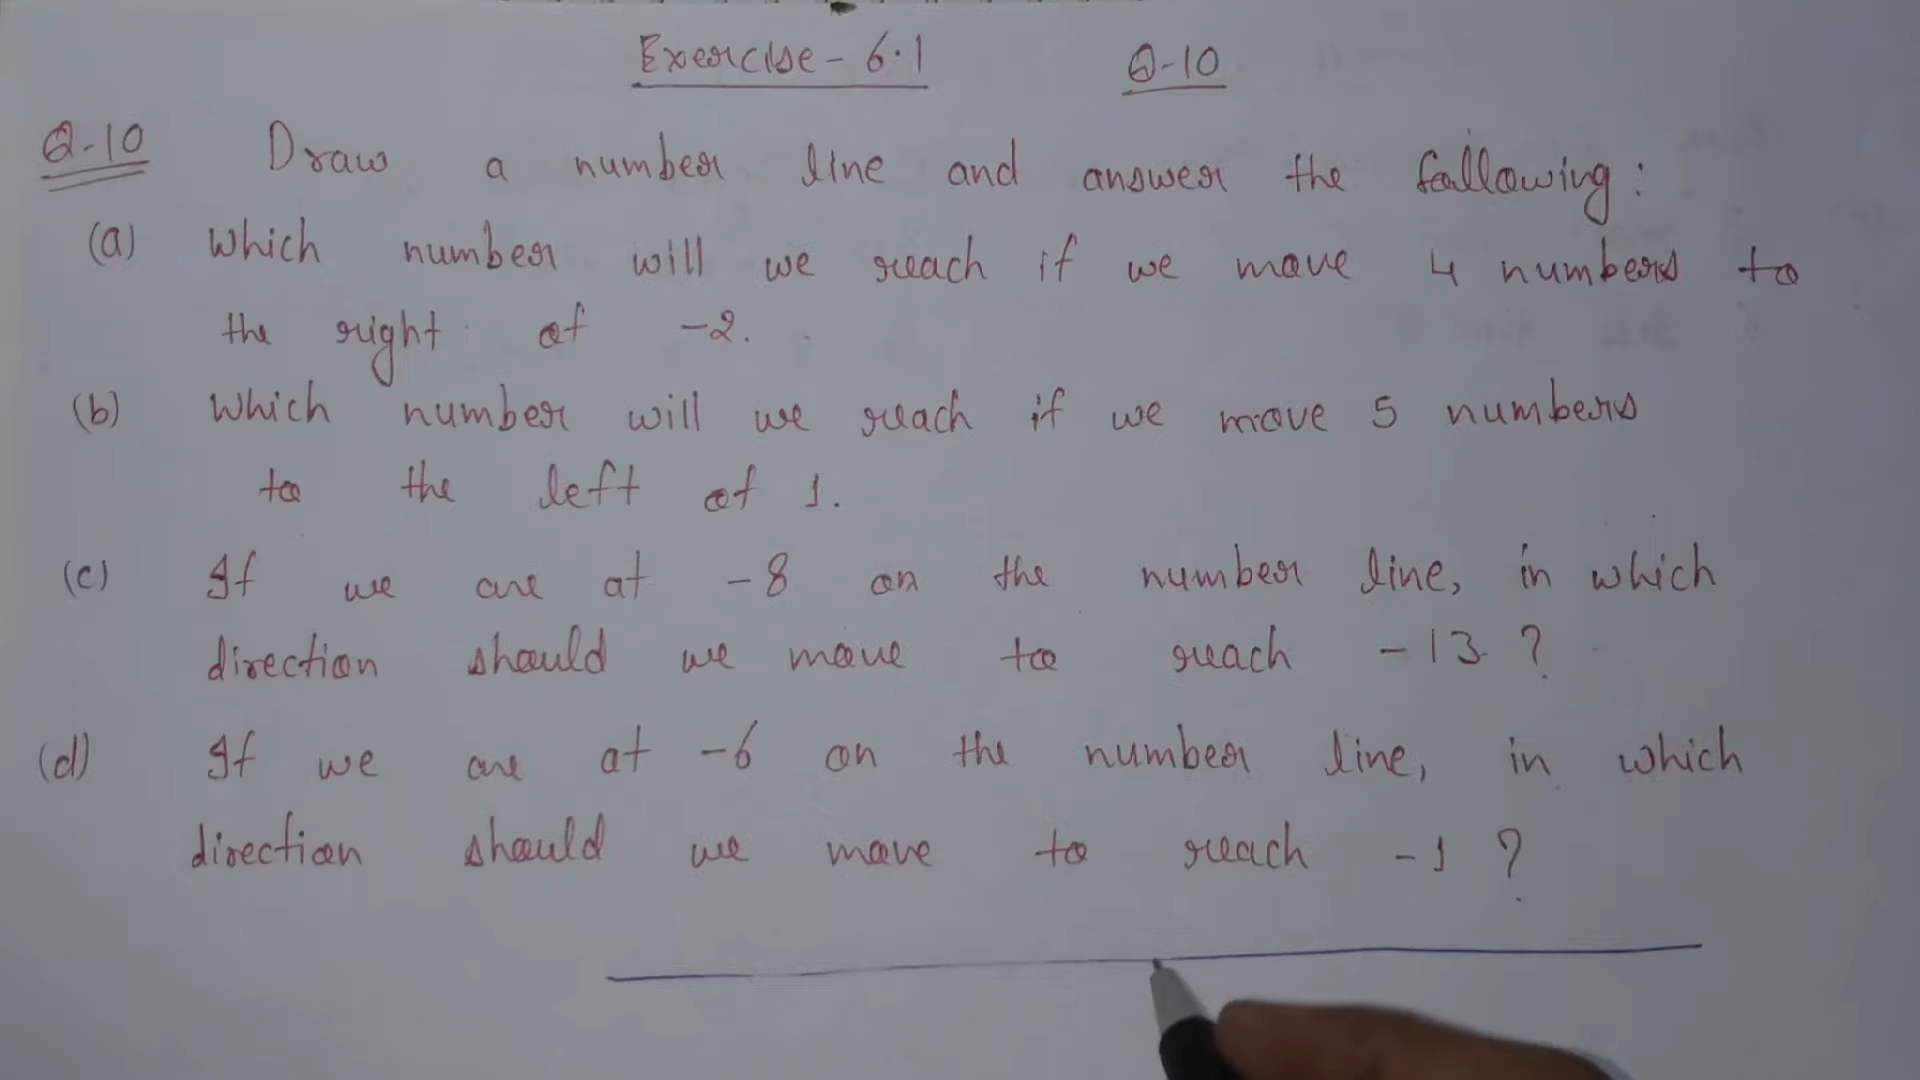 Exercise - 6.1 Q-10
Q-10 Draw a number line and answer the following :
(a) which number will we reach if we move 4 numbers to
the right of -2.
(b) which number will we reach if we move 5 numbers
to the left of 1.
(c) If we are at -8 on the number line, in which
direction should we move to reach -13 ?
(d) If we are at -6 on the number line, in which
direction should we move to reach -1 ?